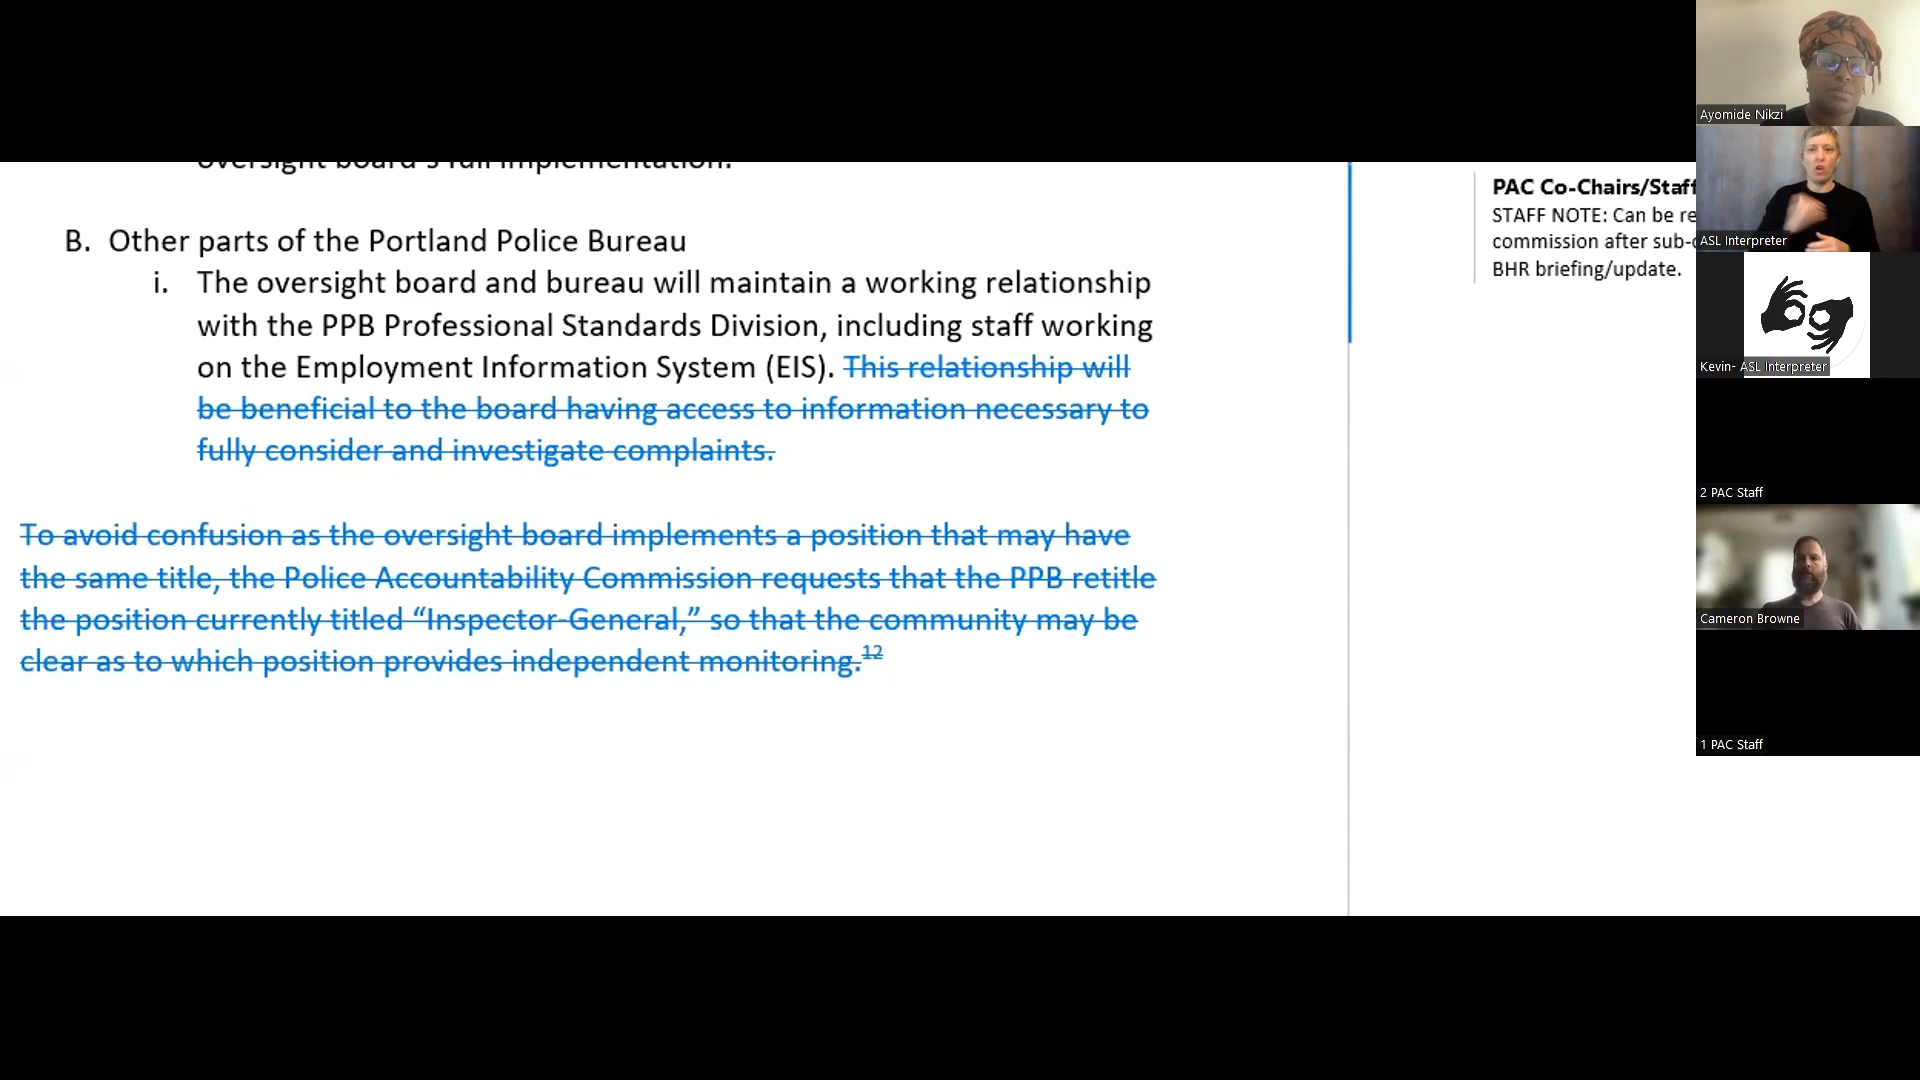 oversight board's full implementation.
B. Other parts of the Portland Police Bureau
i. The oversight board and bureau will maintain a working relationship
with the PPB Professional Standards Division, including staff working
on the Employment Information System (EIS). This relationship will
be beneficial to the board having access to information necessary to
fully consider and investigate complaints.
To avoid confusion as the oversight board implements a position that may have
the same title, the Police Accountability Commission requests that the PPB retitle
the position currently titled “Inspector-General,” so that the community may be
clear as to which position provides independent monitoring.12
PAC Co-Chairs/Staff
STAFF NOTE: Can be re
commission after sub-c
BHR briefing/update.
Ayomide Nikzi
ASL Interpreter
Kevin- ASL Interpreter
2 PAC Staff
Cameron Browne
1 PAC Staff